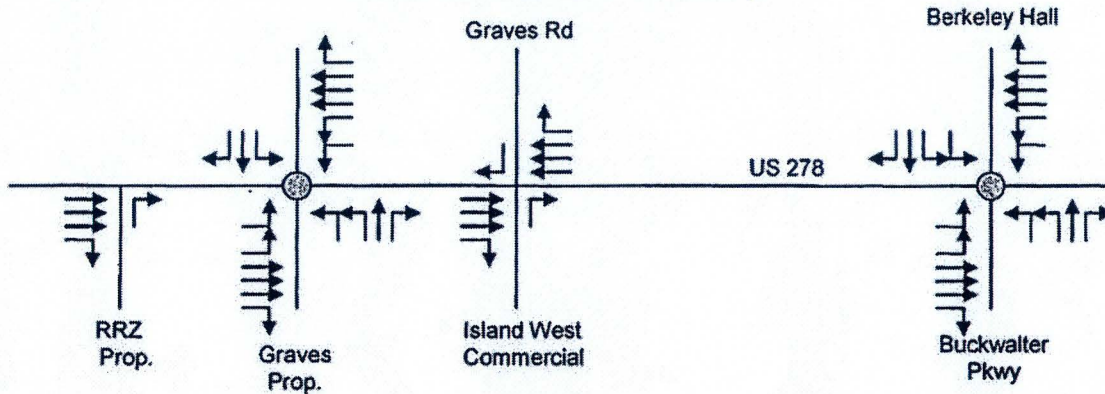 Graves Rd
Berkeley Hall
US 278
RRZ
Prop.
Graves
Prop.
Island West
Commercial
Buckwalter
Pkwy